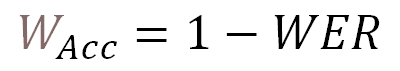 W_Acc = 1 − WER